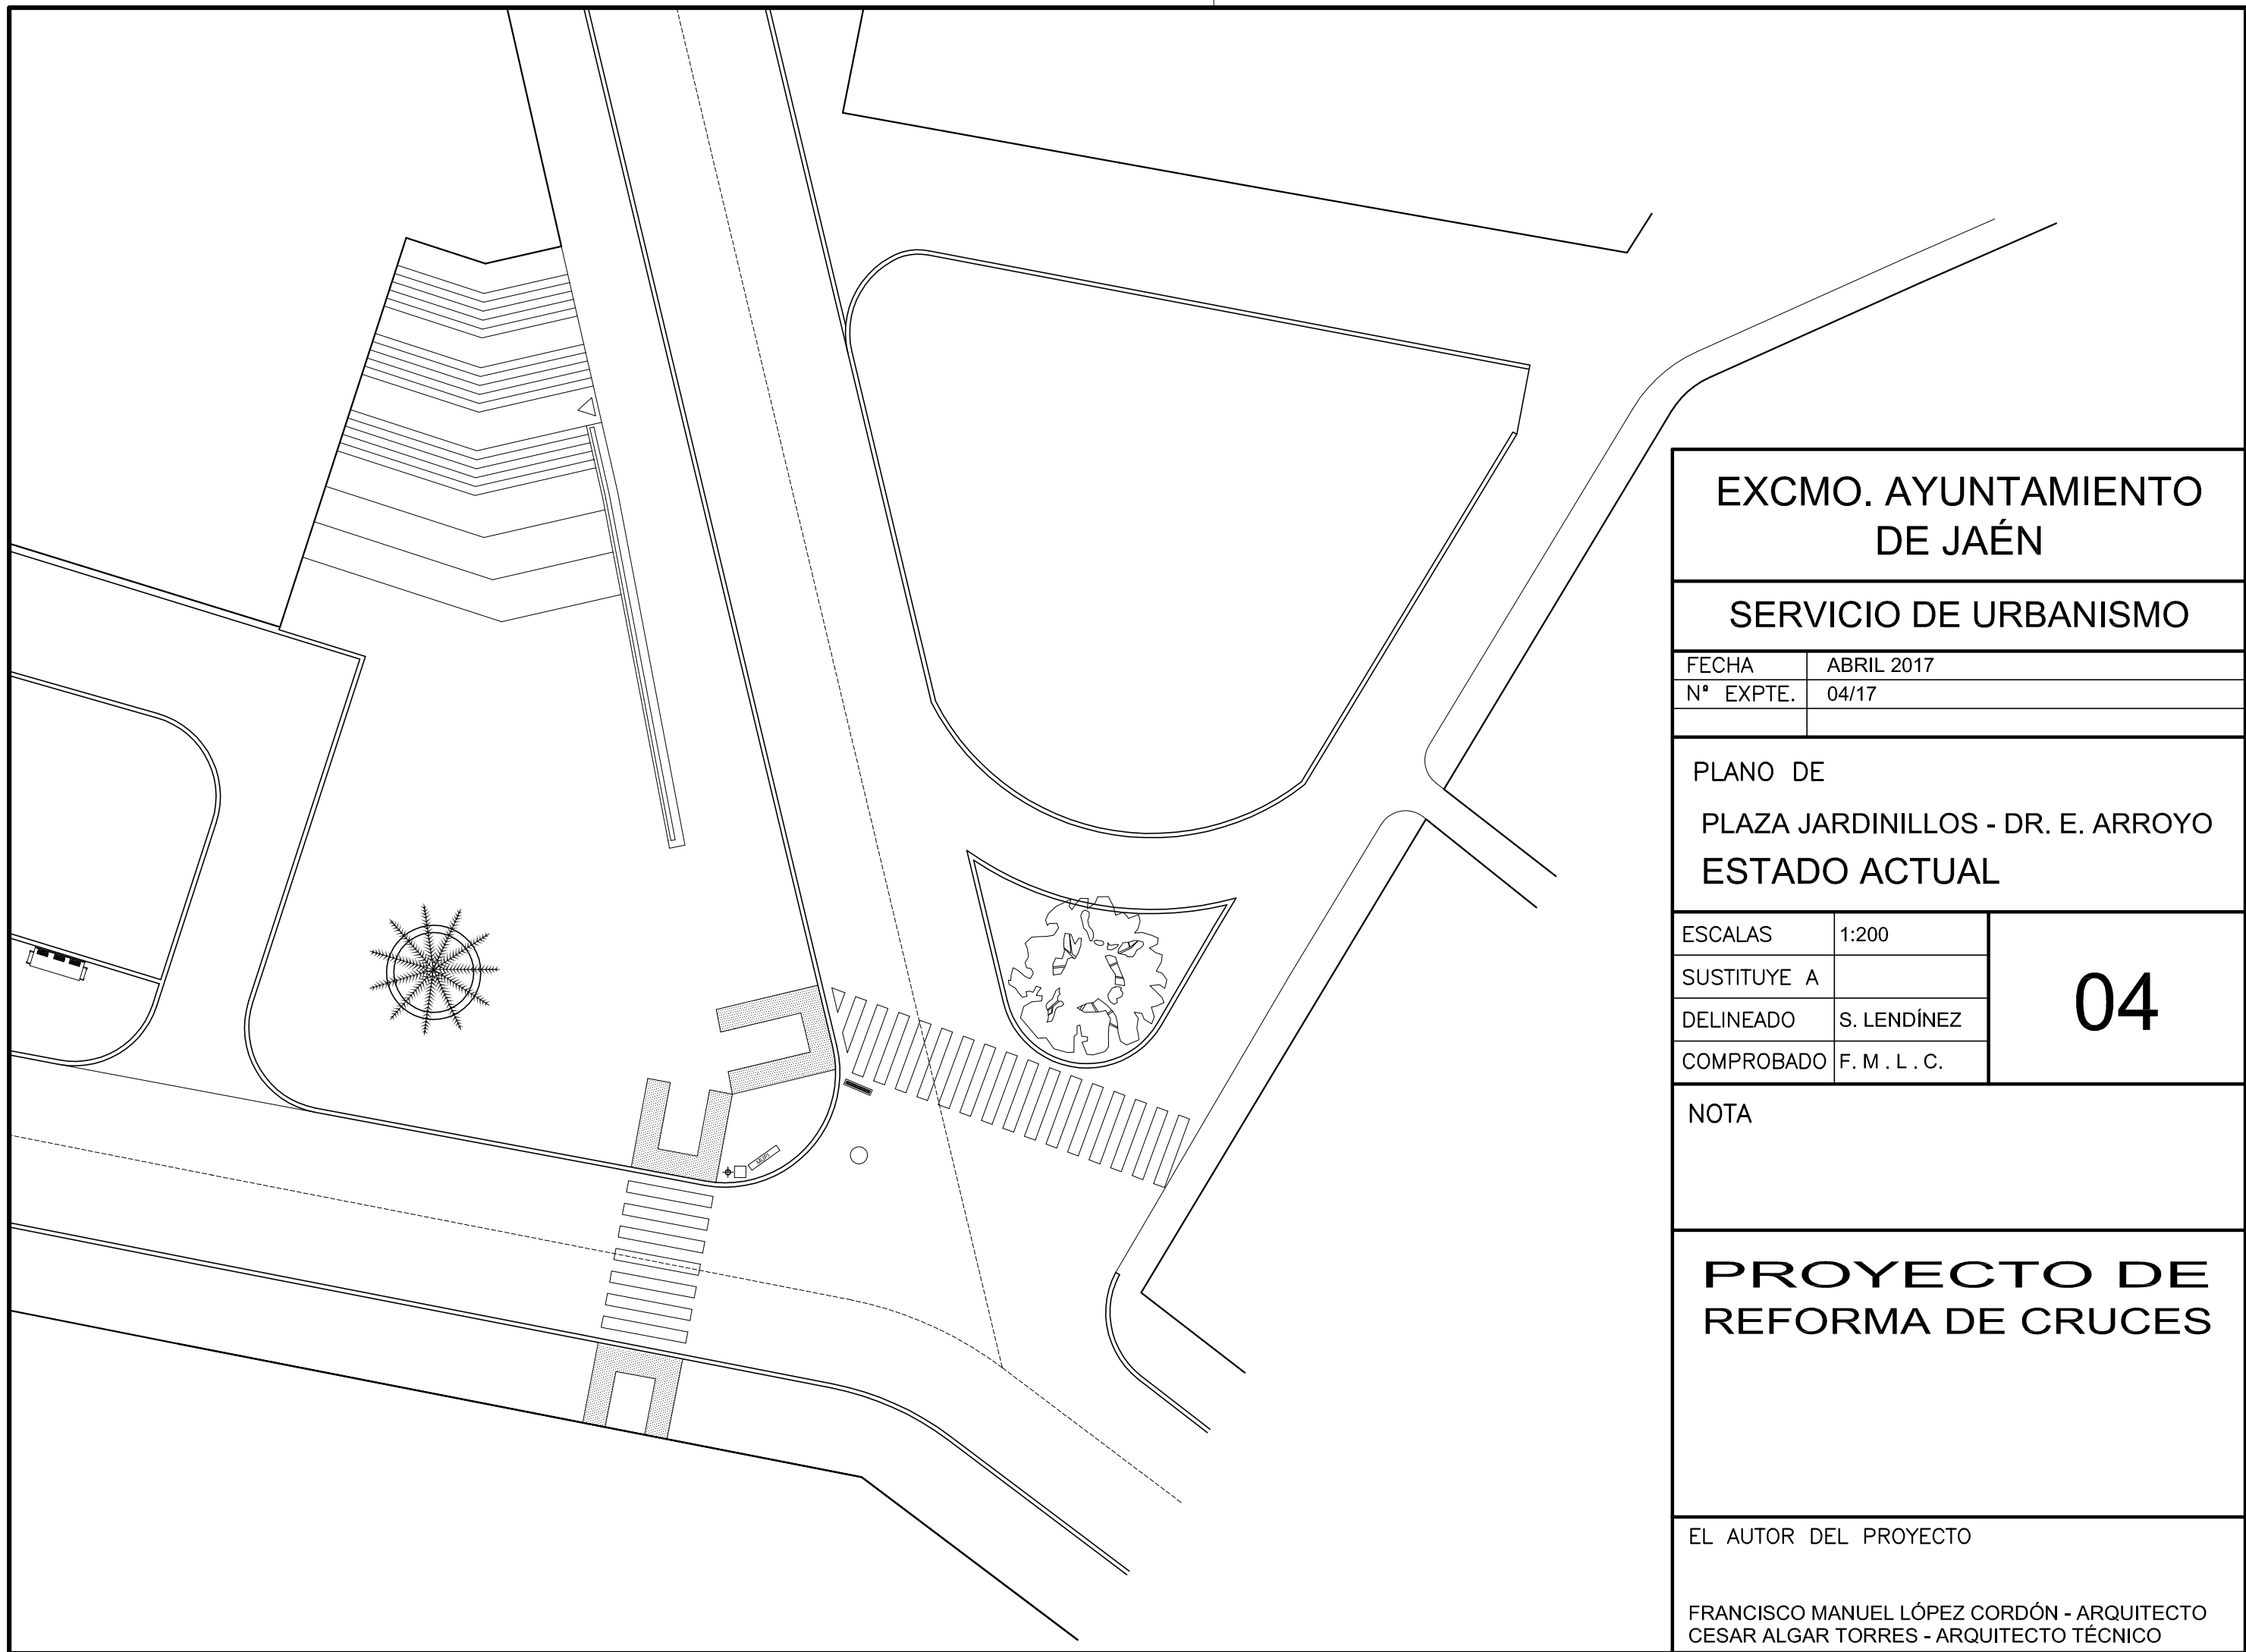 EXCMO. AYUNTAMIENTO
DE JAÉN
SERVICIO DE URBANISMO
FECHA ABRIL 2017
Nº EXPTE. 04/17
PLANO DE
PLAZA JARDINILLOS - DR. E. ARROYO
ESTADO ACTUAL
ESCALAS 1:200
SUSTITUYE A
DELINEADO S. LENDÍNEZ
COMPROBADO F. M . L . C.
04
NOTA
PROYECTO DE
REFORMA DE CRUCES
EL AUTOR DEL PROYECTO
FRANCISCO MANUEL LÓPEZ CORDÓN - ARQUITECTO
CESAR ALGAR TORRES - ARQUITECTO TÉCNICO
MUPI